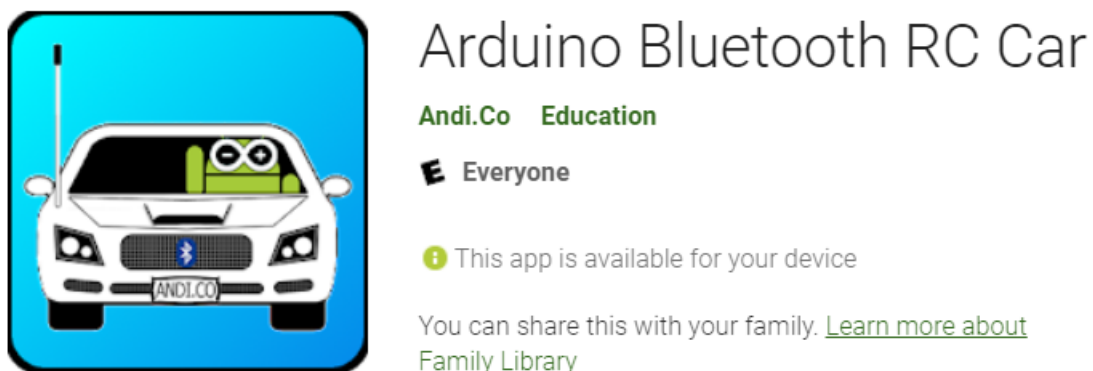 Arduino Bluetooth RC Car
Andi.Co Education
E Everyone
This app is available for your device
You can share this with your family. Learn more about
Family Library
ANDI.CO